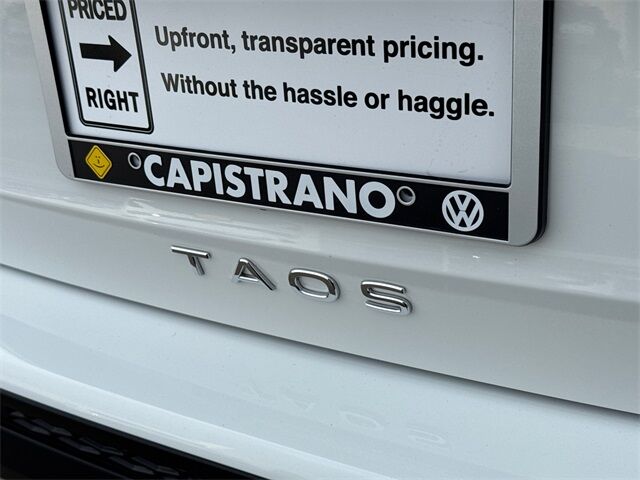 PRICED
RIGHT
Upfront, transparent pricing.
Without the hassle or haggle.
CAPISTRANO
TAOS